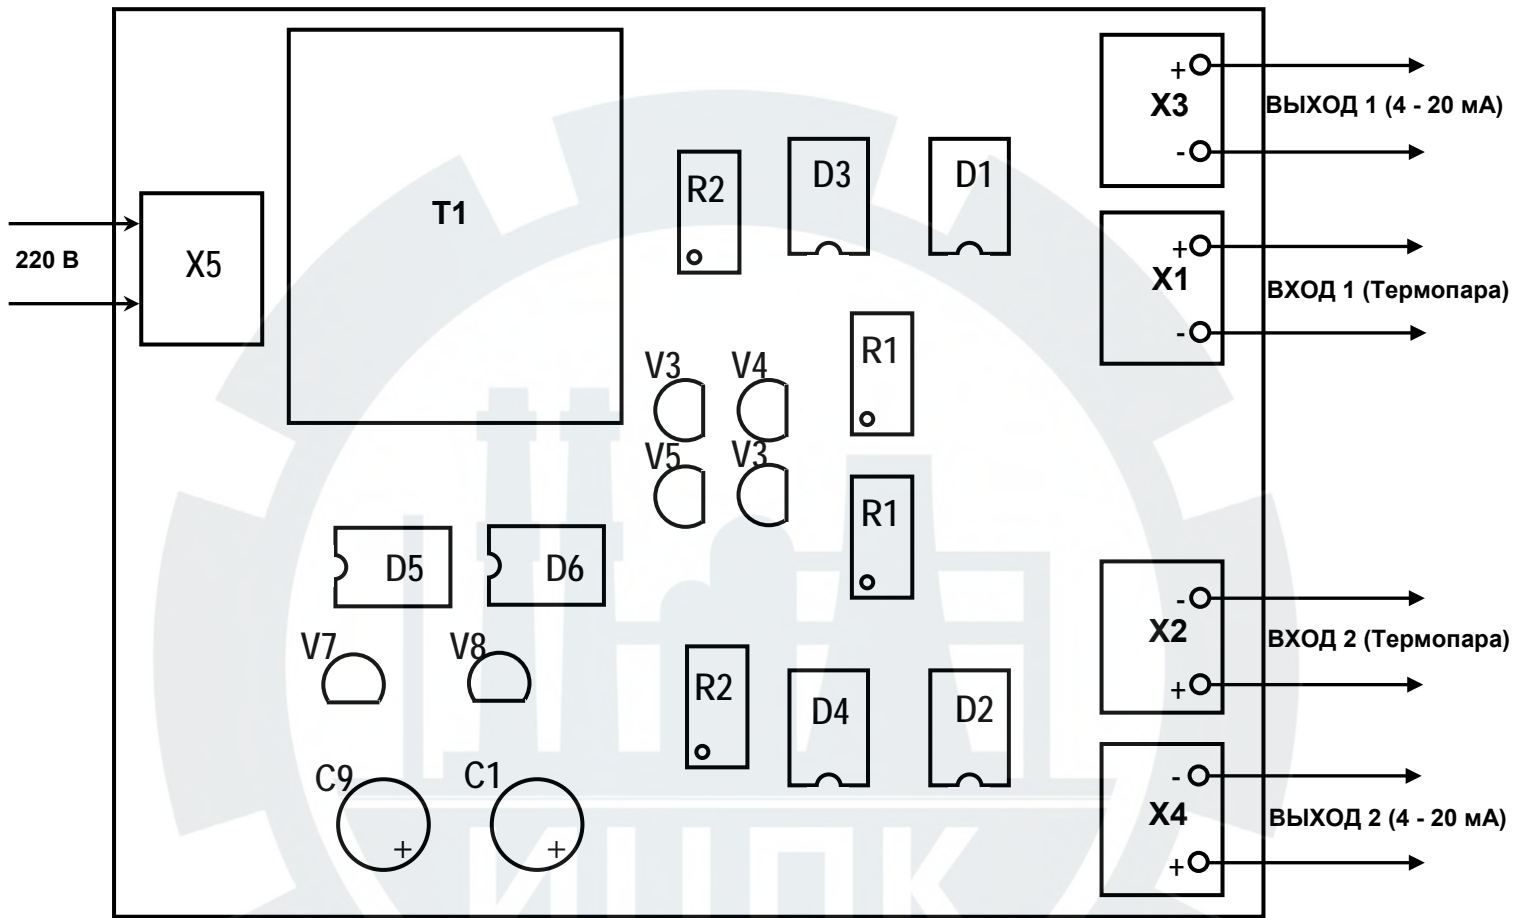 +
X3
ВЫХОД 1 (4 - 20 мА)
-
R2
D3
D1
T1
220 В
X5
+
X1
ВХОД 1 (Термопара)
-
R1
V3
V4
V5
V3
R1
D5
D6
-
X2
ВХОД 2 (Термопара)
+
V7
V8
R2
D4
D2
C9
C1
+
+
-
X4
ВЫХОД 2 (4 - 20 мА)
+
ИЦПК